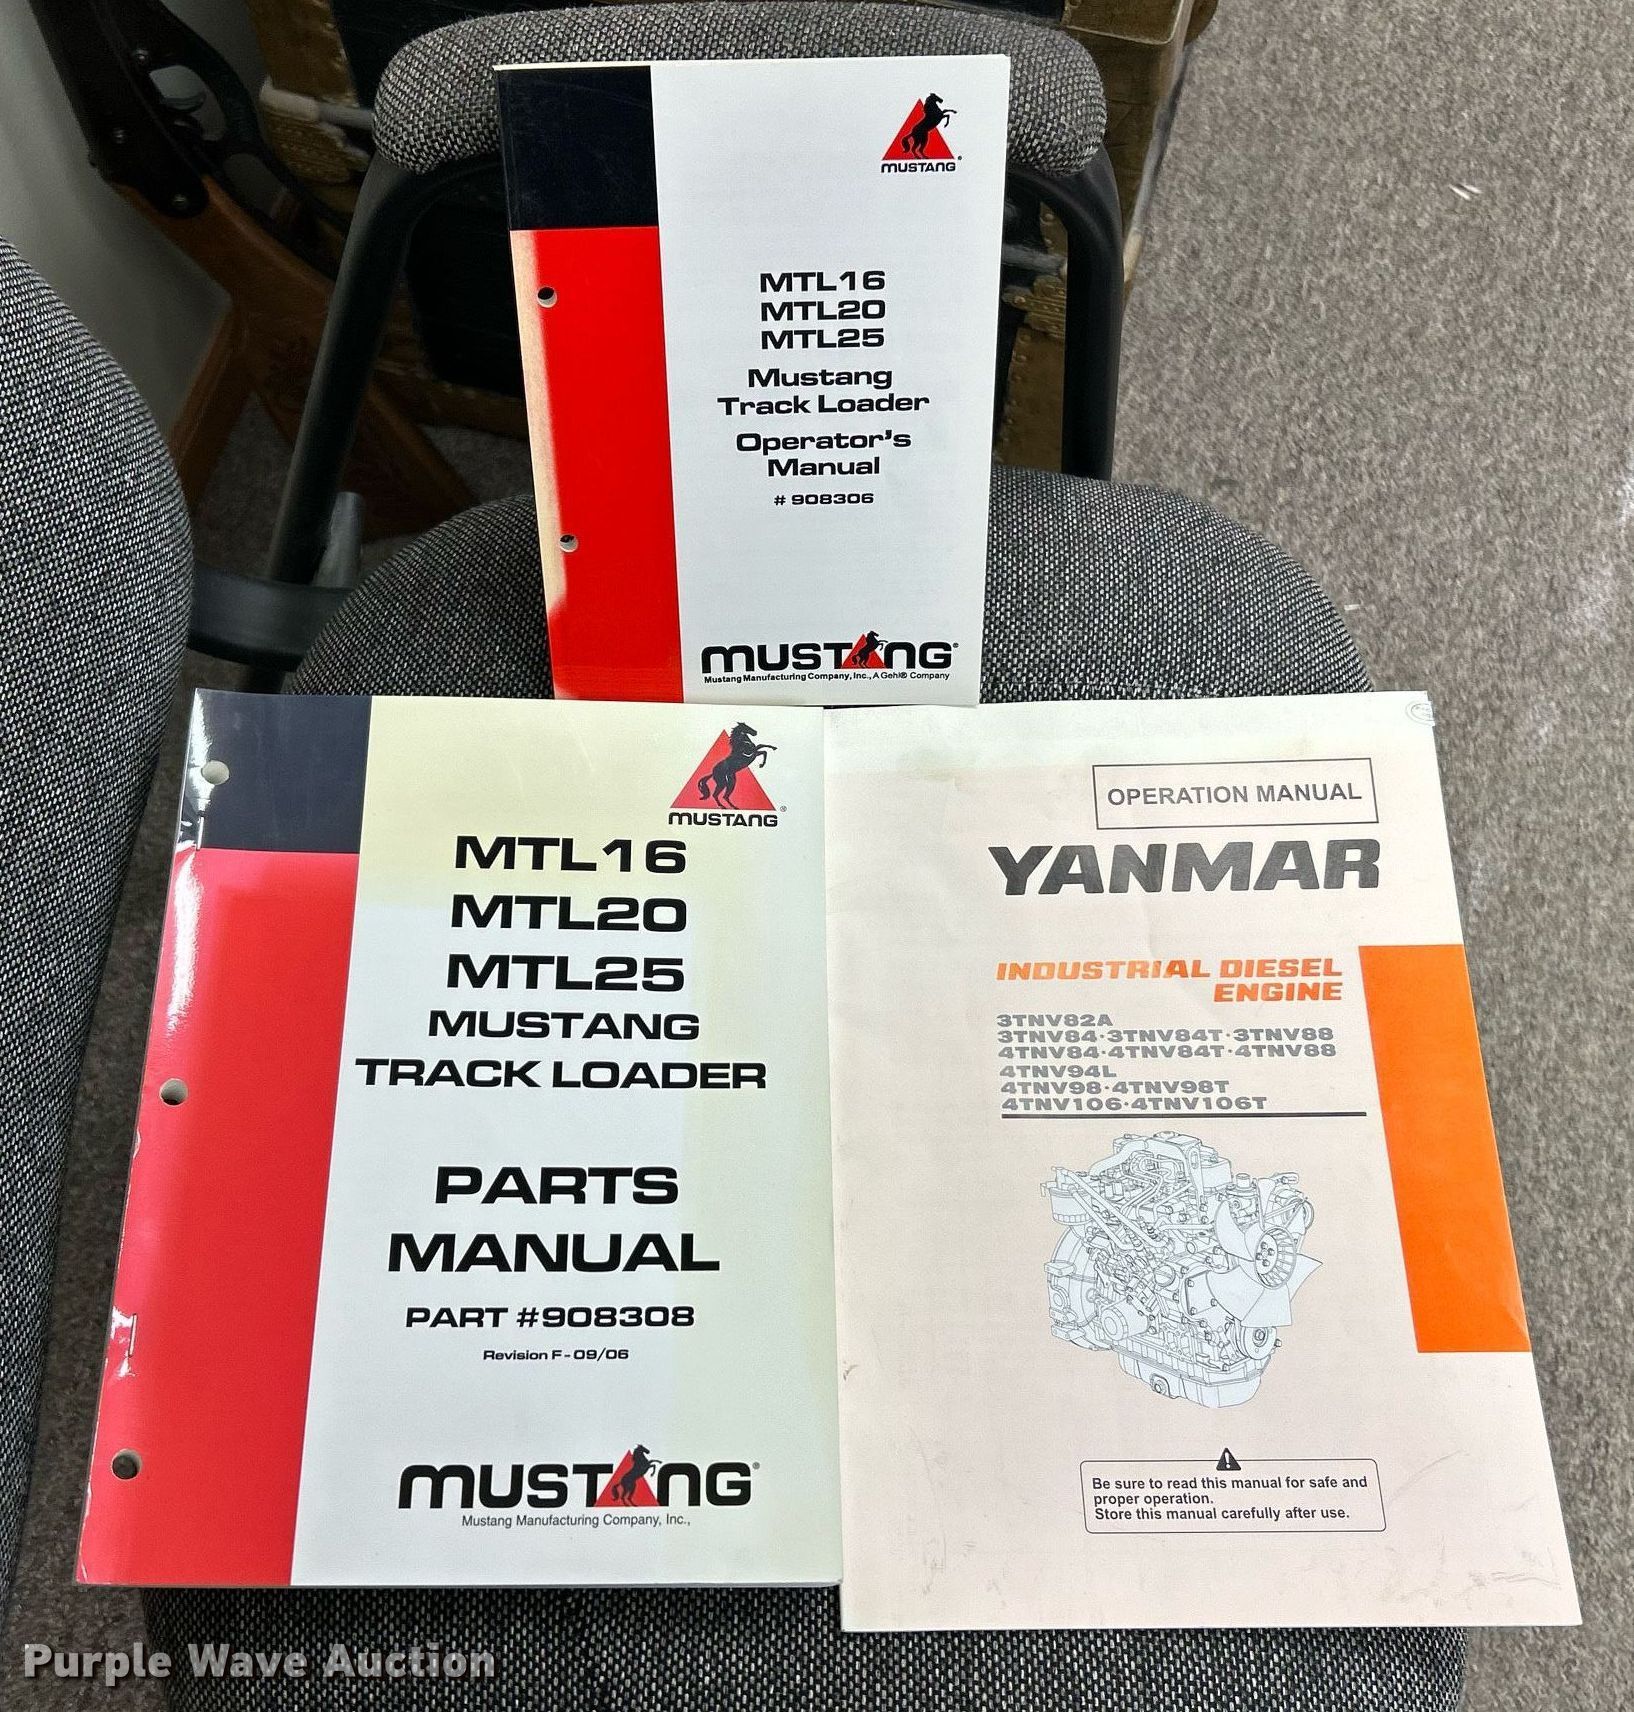 MUSTANG
MTL16
MTL20
MTL25
Mustang
Track Loader
Operator's
Manual
# 908306
MUSTANG®
Mustang Manufacturing Company, Inc., A Gehl® Company
MUSTANG®
MTL16
MTL20
MTL25
MUSTANG
TRACK LOADER
PARTS
MANUAL
PART #908308
Revision F - 09/06
MUSTANG®
Mustang Manufacturing Company, Inc.,
OPERATION MANUAL
YANMAR
INDUSTRIAL DIESEL
ENGINE
3TNV82A
3TNV84·3TNV84T·3TNV88
4TNV84·4TNV84T·4TNV88
4TNV94L
4TNV98·4TNV98T
4TNV106·4TNV106T
Be sure to read this manual for safe and
proper operation.
Store this manual carefully after use.
Purple Wave Auction